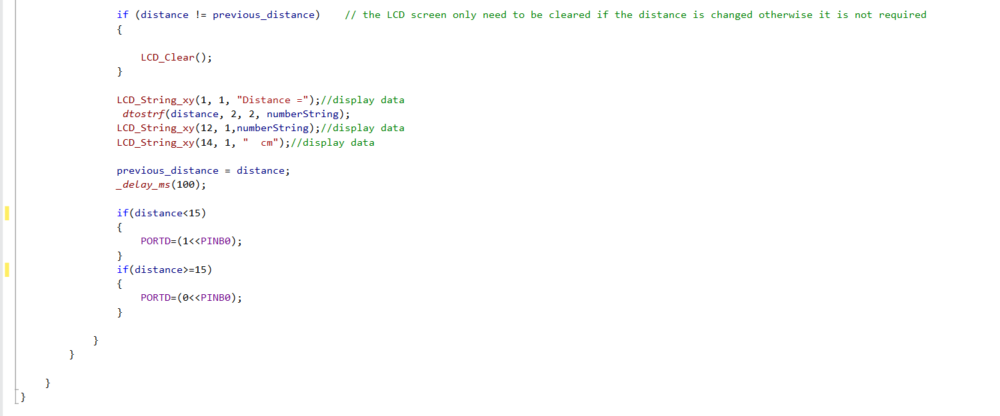 if (distance != previous_distance)    // the LCD screen only need to be cleared if the distance is changed otherwise it is not required
{
LCD_Clear();
}
LCD_String_xy(1, 1, "Distance =");//display data
dtostrf(distance, 2, 2, numberString);
LCD_String_xy(12, 1,numberString);//display data
LCD_String_xy(14, 1, "  cm");//display data
previous_distance = distance;
_delay_ms(100);
if(distance<15)
{
PORTD=(1<<PINB0);
}
if(distance>=15)
{
PORTD=(0<<PINB0);
}
}
}
}
}